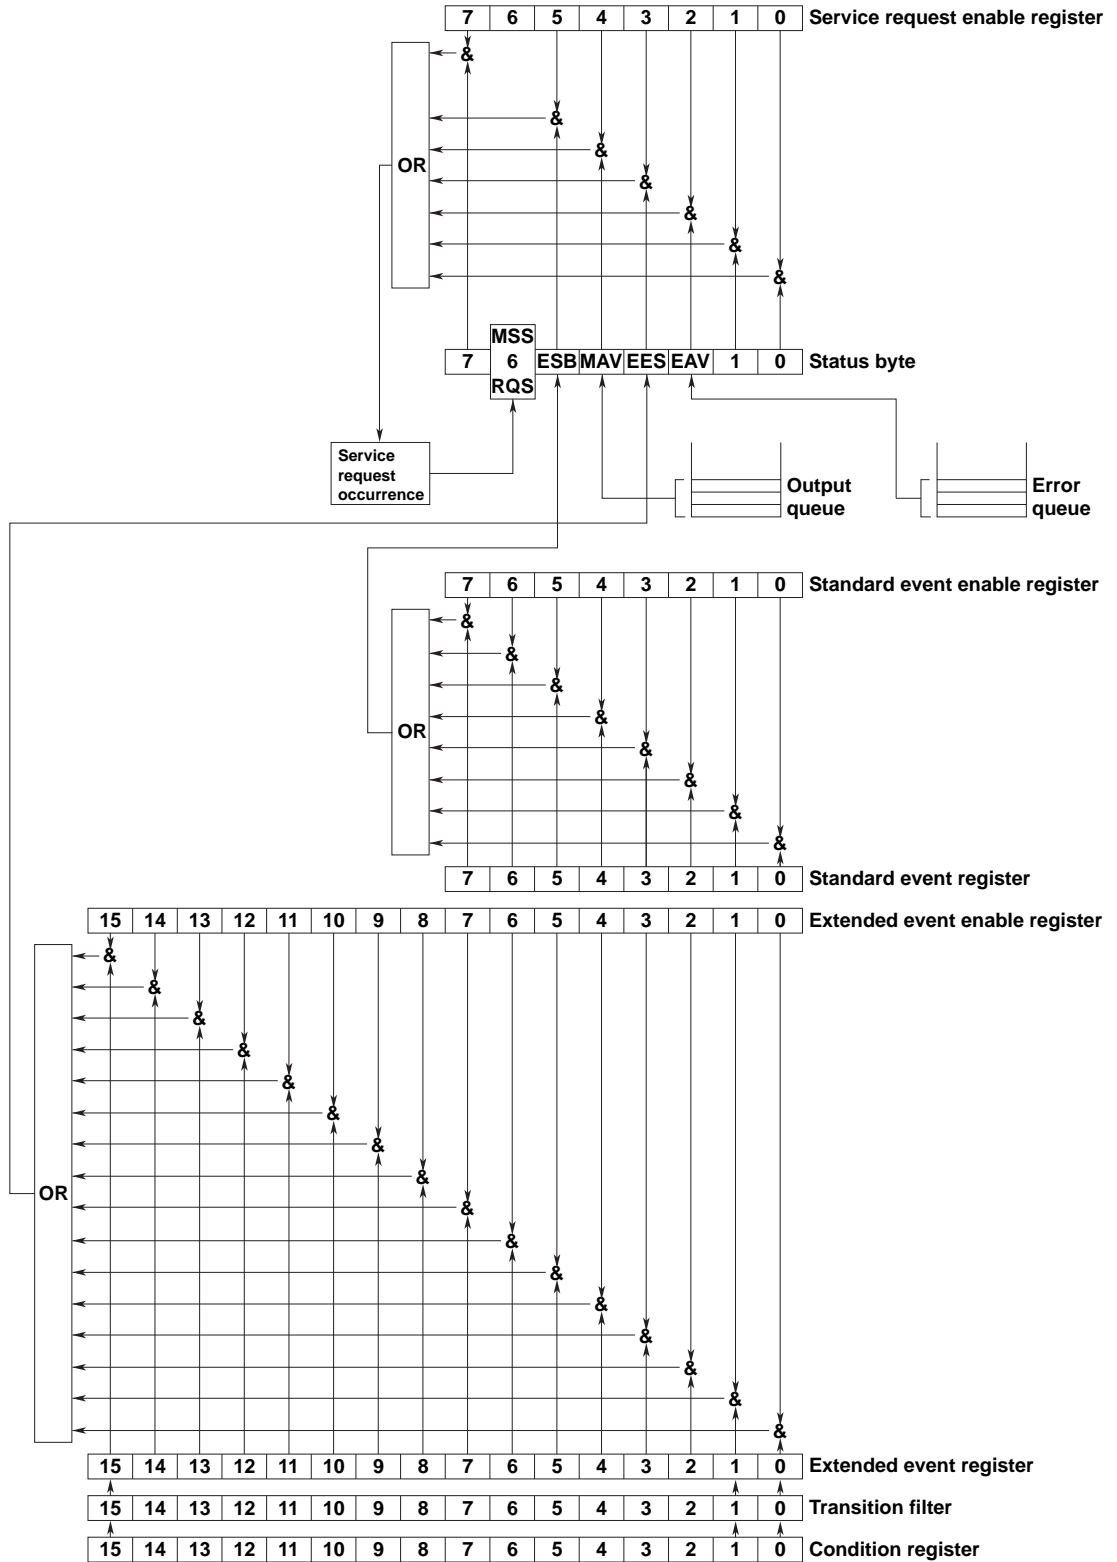 7 6 5 4 3 2 1 0 Service request enable register
&
&
&
OR
&
&
&
&
MSS
7 6 ESB MAV EES EAV 1 0 Status byte
RQS
Service
request
occurrence
Output
queue
Error
queue
7 6 5 4 3 2 1 0 Standard event enable register
&
&
&
&
OR
&
&
&
&
7 6 5 4 3 2 1 0 Standard event register
15 14 13 12 11 10 9 8 7 6 5 4 3 2 1 0 Extended event enable register
&
&
&
&
&
&
&
&
OR
&
&
&
&
&
&
&
&
15 14 13 12 11 10 9 8 7 6 5 4 3 2 1 0 Extended event register
15 14 13 12 11 10 9 8 7 6 5 4 3 2 1 0 Transition filter
15 14 13 12 11 10 9 8 7 6 5 4 3 2 1 0 Condition register